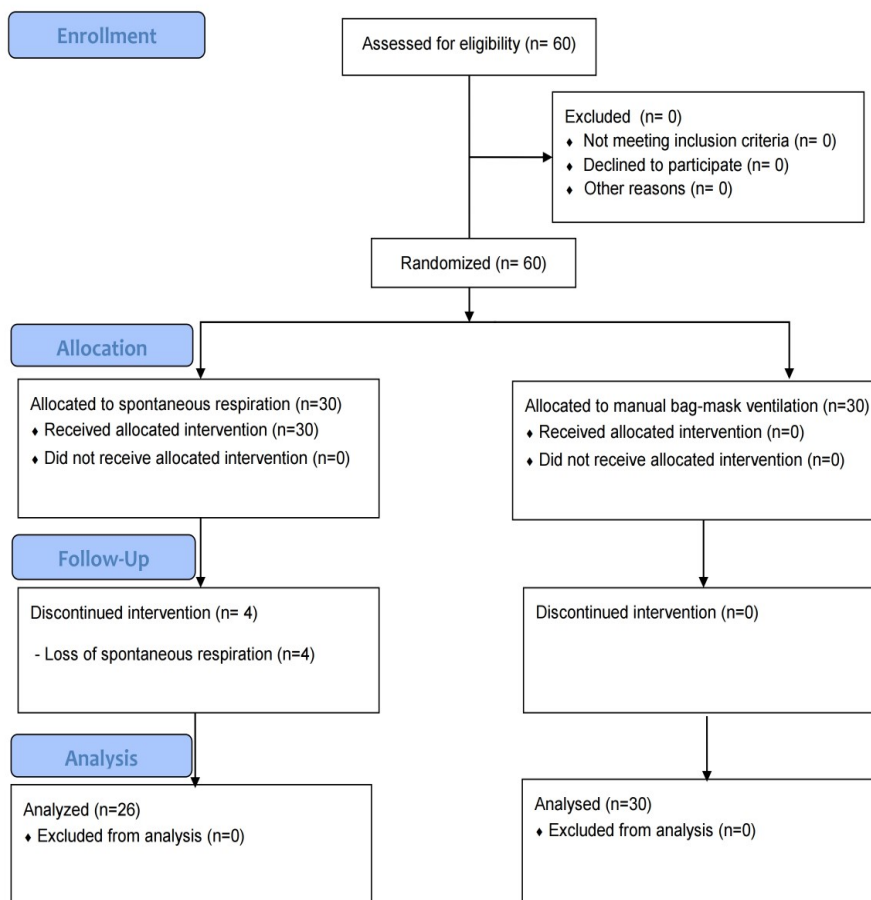 Enrollment
Assessed for eligibility (n= 60)
Excluded (n= 0)
♦ Not meeting inclusion criteria (n= 0)
♦ Declined to participate (n= 0)
♦ Other reasons (n= 0)
Randomized (n= 60)
Allocation
Allocated to spontaneous respiration (n=30)
♦ Received allocated intervention (n=30)
♦ Did not receive allocated intervention (n=0)
Allocated to manual bag-mask ventilation (n=30)
♦ Received allocated intervention (n=0)
♦ Did not receive allocated intervention (n=0)
Follow-Up
Discontinued intervention (n= 4)
- Loss of spontaneous respiration (n=4)
Discontinued intervention (n=0)
Analysis
Analyzed (n=26)
♦ Excluded from analysis (n=0)
Analysed (n=30)
♦ Excluded from analysis (n=0)